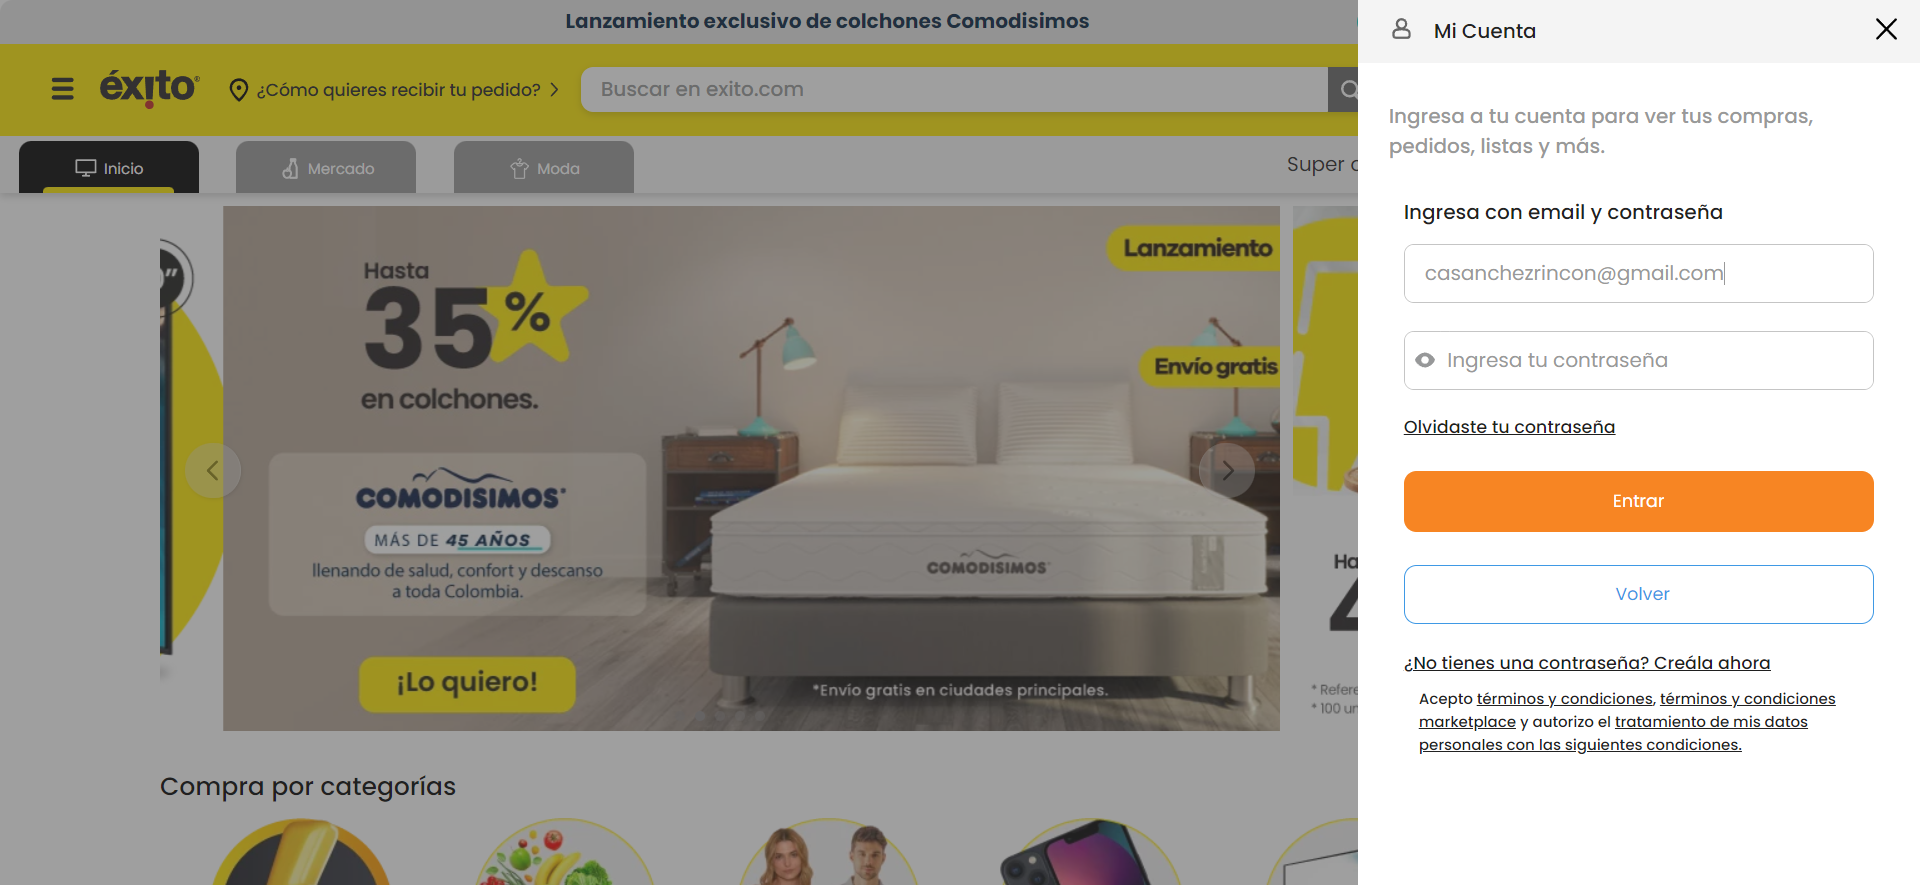 Lanzamiento exclusivo de colchones Comodisimos
éxito
¿Cómo quieres recibir tu pedido?
Buscar en exito.com
Inicio
Mercado
Moda
Super
Lanzamiento
Hasta
35%
en colchones.
Envío gratis
COMODISIMOS
MÁS DE 45 AÑOS
llenando de salud, confort y descanso
a toda Colombia.
COMODISIMOS
¡Lo quiero!
*Envío gratis en ciudades principales.
Compra por categorías
Mi Cuenta
Ingresa a tu cuenta para ver tus compras,
pedidos, listas y más.
Ingresa con email y contraseña
casanchezrincon@gmail.com
Ingresa tu contraseña
Olvidaste tu contraseña
Entrar
Volver
¿No tienes una contraseña? Creála ahora
Acepto términos y condiciones, términos y condiciones
marketplace y autorizo el tratamiento de mis datos
personales con las siguientes condiciones.